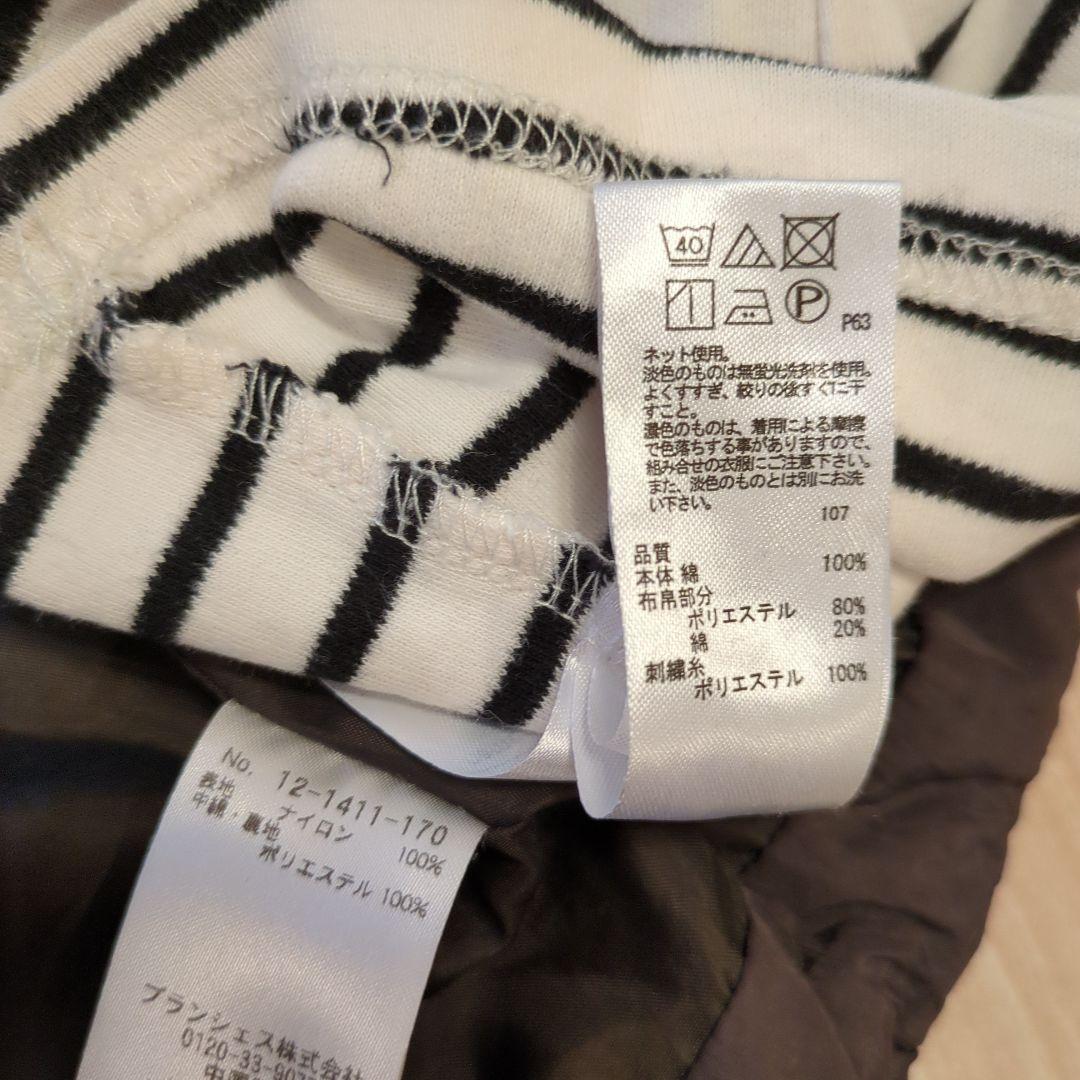 40
P
P63
ネット使用。
淡色のものは無蛍光洗剤を使用。
よくすすぎ、絞りの後すぐに干
すこと。
濃色のものは、着用による摩擦
で色落ちする事がありますので、
組み合せの衣服にご注意下さい。
また、淡色のものとは別にお洗
い下さい。
107
品質
本体 綿 100%
布帛部分
ポリエステル 80%
綿 20%
刺繍糸
ポリエステル 100%
No. 12-1411-170
表地 ナイロン 100%
中綿・裏地
ポリエステル 100%
ブランシェス株式会社